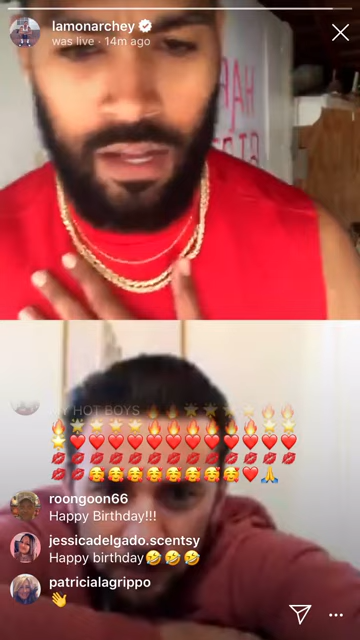 lamonarchey
was live · 14m ago
HOT BOYS 🔥🔥🌟🌟🌟🌟🔥🔥
🔥🌟🌟🌟🌟🔥🔥🔥🔥🔥🌟🌟🌟
🌟❤️❤️❤️❤️❤️❤️❤️❤️❤️❤️❤️❤️
💋💋💋💋💋💋💋💋💋💋💋💋💋
💋💋🥰🥰🥰🥰🥰🥰🥰🥰❤️🙏
roongoon66
Happy Birthday!!!
jessicadelgado.scentsy
Happy birthday🤣🤣🤣
patricialagrippo
👋